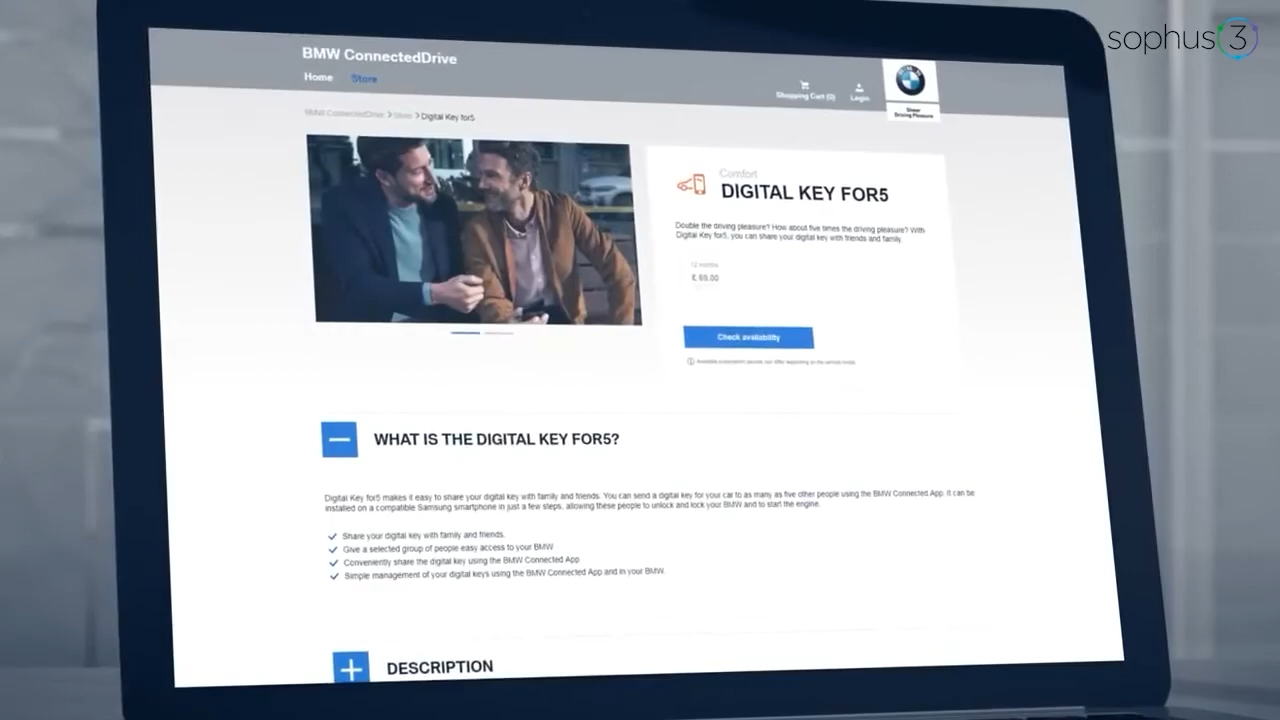 sophus3
BMW ConnectedDrive
Home Store
Shopping Cart (0) Login
Sheer
Driving Pleasure
BMW ConnectedDrive > Store > Digital Key for5
Comfort
DIGITAL KEY FOR5
Double the driving pleasure? How about five times the driving pleasure? With
Digital Key for5, you can share your digital key with friends and family.
12 months
£ 69.00
Check availability
WHAT IS THE DIGITAL KEY FOR5?
Digital Key for5 makes it easy to share your digital key with family and friends. You can send a digital key for your car to as many as five other people using the BMW Connected App. It can be
installed on a compatible Samsung smartphone in just a few steps, allowing these people to unlock and lock your BMW and to start the engine.
Share your digital key with family and friends.
Give a selected group of people easy access to your BMW
Conveniently share the digital key using the BMW Connected App
Simple management of your digital keys using the BMW Connected App and in your BMW.
DESCRIPTION